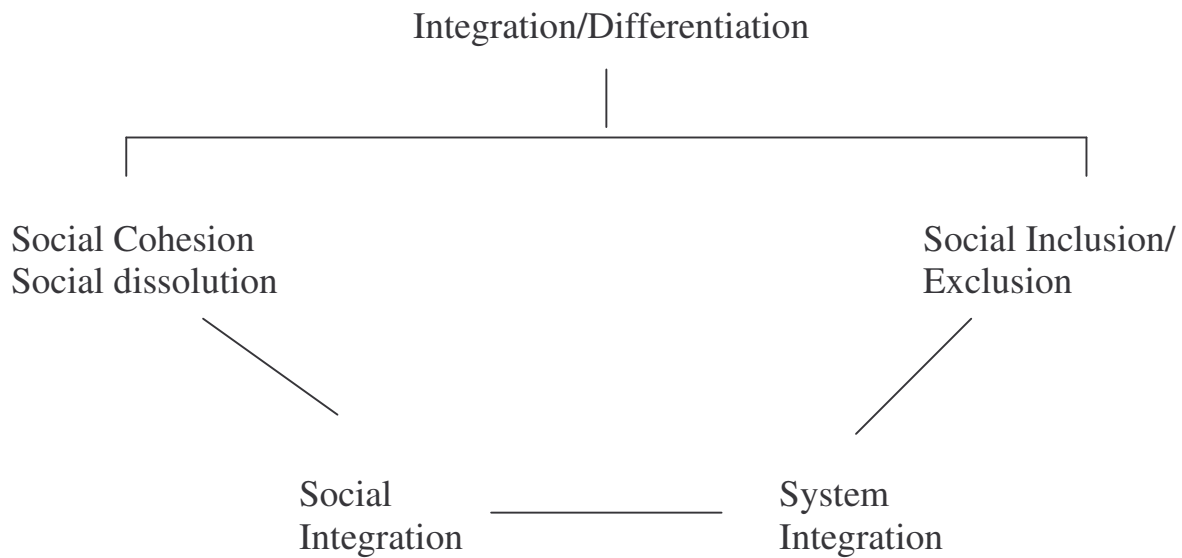 Integration/Differentiation
Social Cohesion
Social dissolution
Social Inclusion/
Exclusion
Social
Integration
System
Integration